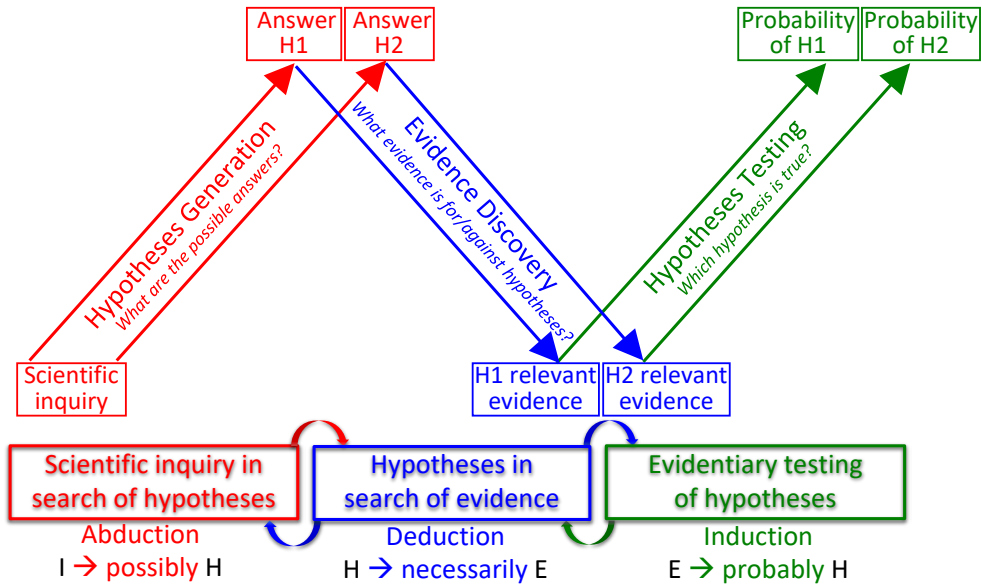 Answer
H1
Answer
H2
Probability
of H1
Probability
of H2
Hypotheses Generation
What are the possible answers?
Evidence Discovery
What evidence is for/against hypotheses?
Hypotheses Testing
Which hypothesis is true?
Scientific
inquiry
H1 relevant
evidence
H2 relevant
evidence
Scientific inquiry in
search of hypotheses
Hypotheses in
search of evidence
Evidentiary testing
of hypotheses
Abduction
I → possibly H
Deduction
H → necessarily E
Induction
E → probably H